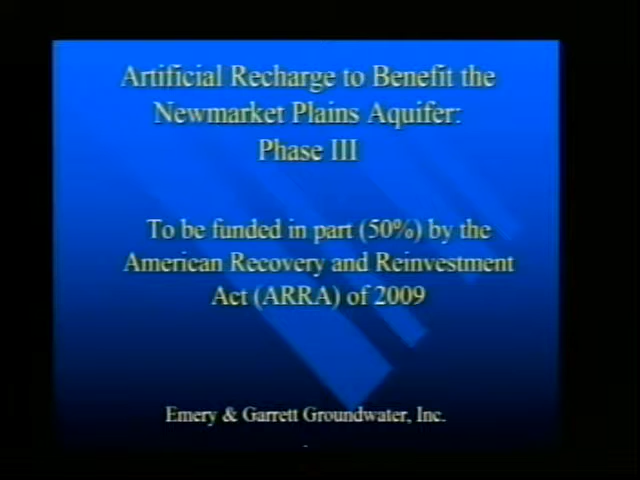 Artificial Recharge to Benefit the
Newmarket Plains Aquifer:
Phase III
To be funded in part (50%) by the
American Recovery and Reinvestment
Act (ARRA) of 2009
Emery & Garrett Groundwater, Inc.